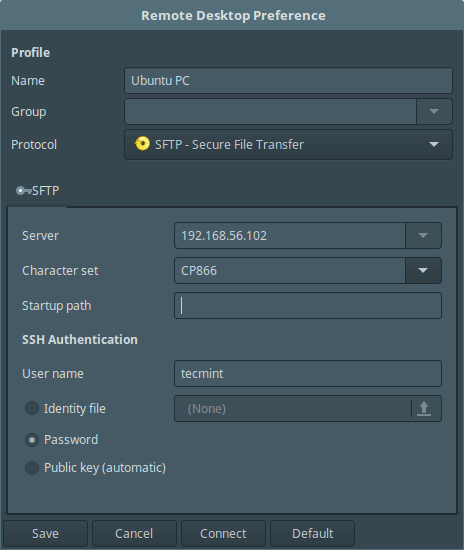 Remote Desktop Preference
Profile
Name Ubuntu PC
Group
Protocol SFTP - Secure File Transfer
SFTP
Server 192.168.56.102
Character set CP866
Startup path
SSH Authentication
User name tecmint
Identity file (None)
Password
Public key (automatic)
Save Cancel Connect Default